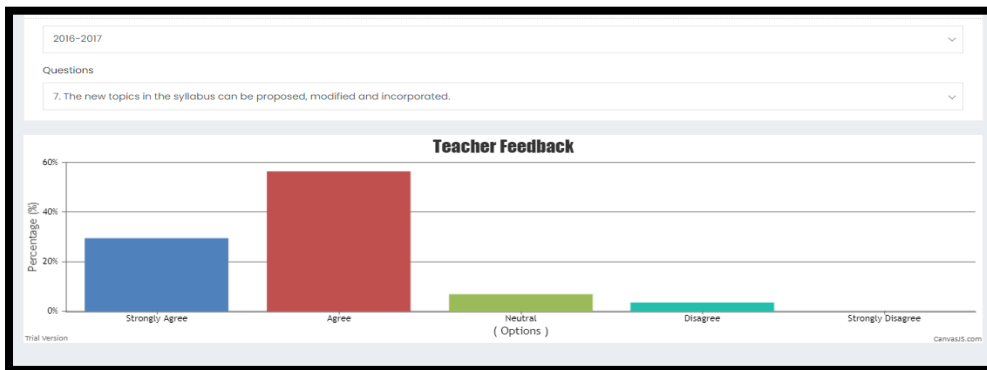 2016-2017
Questions
7. The new topics in the syllabus can be proposed, modified and incorporated.
Teacher Feedback
60%
40%
20%
0%
Percentage (%)
Strongly Agree
Agree
Neutral
Disagree
Strongly Disagree
( Options )
Trial Version
CanvasJS.com